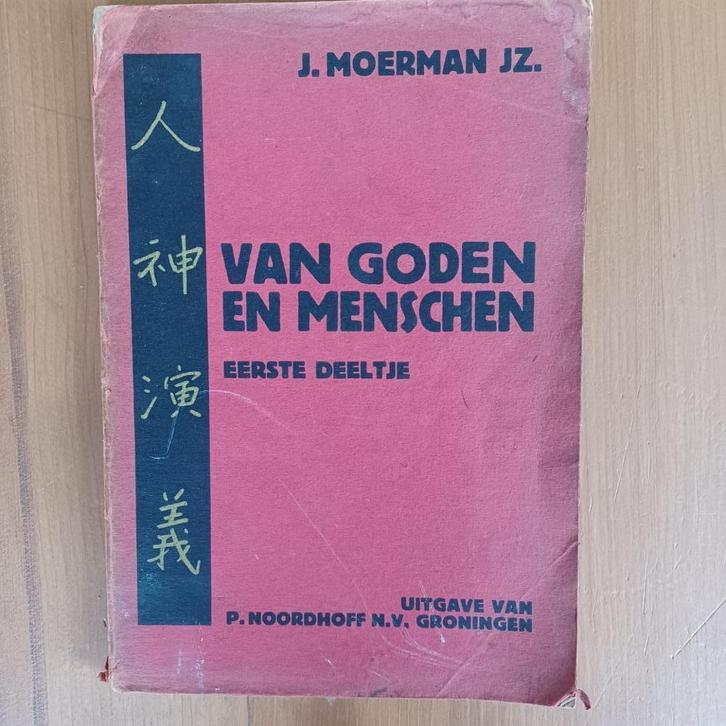 J. MOERMAN JZ.
人神演義
VAN GODEN
EN MENSCHEN
EERSTE DEELTJE
UITGAVE VAN
P. NOORDHOFF N.V. GRONINGEN